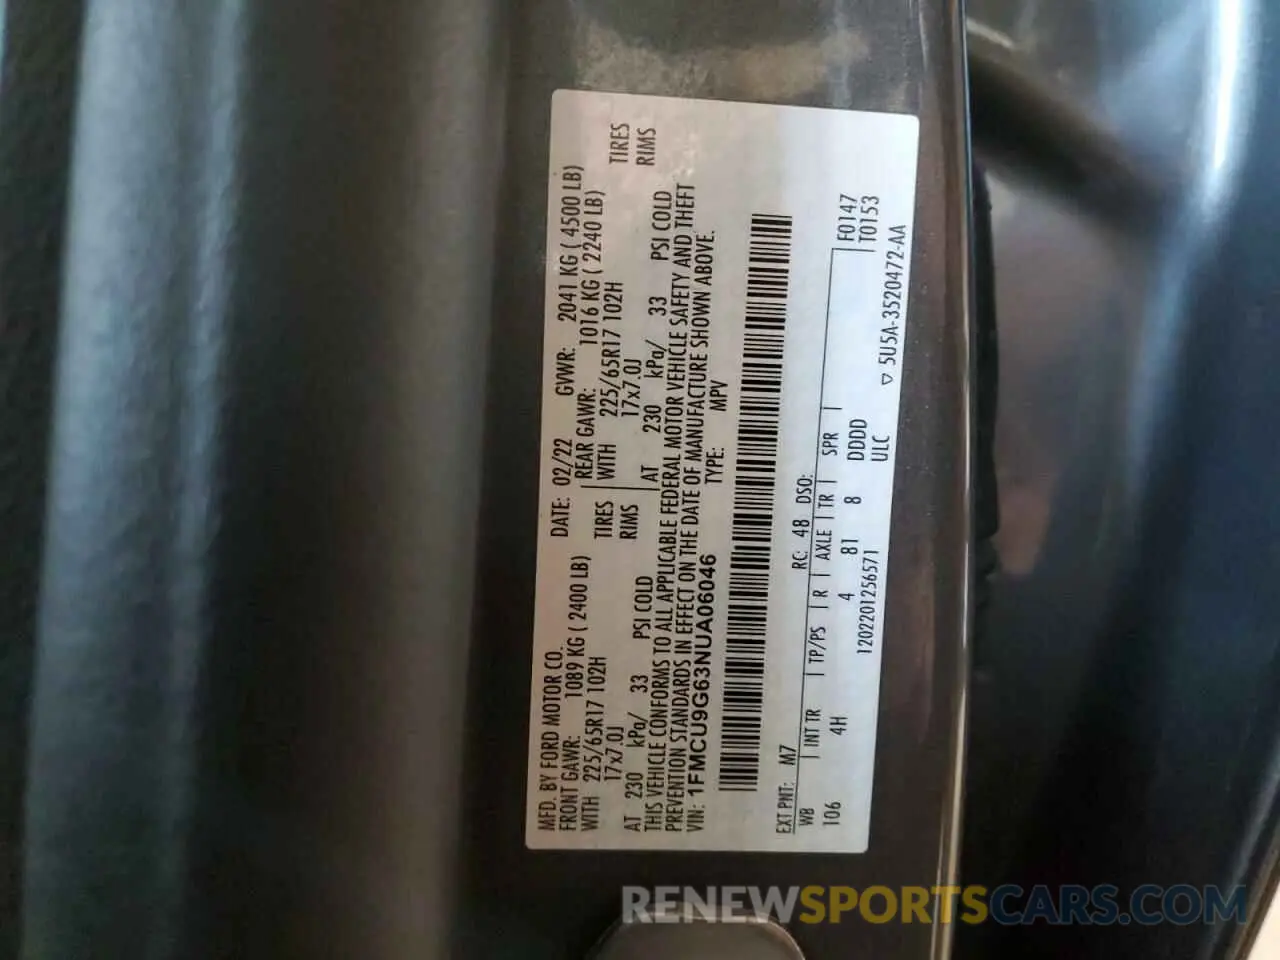 MFD. BY FORD MOTOR CO.
DATE: 02/22 GVWR: 2041 KG ( 4500 LB)
FRONT GAWR: 1089 KG ( 2400 LB)
REAR GAWR: 1016 KG ( 2240 LB)
WITH 225/65R17 102H TIRES
WITH 225/65R17 102H TIRES
17x7.0J RIMS
17x7.0J RIMS
AT 230 kPa/ 33 PSI COLD
AT 230 kPa/ 33 PSI COLD
THIS VEHICLE CONFORMS TO ALL APPLICABLE FEDERAL MOTOR VEHICLE SAFETY AND THEFT
PREVENTION STANDARDS IN EFFECT ON THE DATE OF MANUFACTURE SHOWN ABOVE.
VIN: 1FMCU9G63NUA06046 TYPE: MPV
EXT PNT: M7 RC: 48 DSO:
WB INT TR TP/PS R AXLE TR SPR
106 4H 4 81 8 DDDD
F0147
T0153
1202201256571 ULC
▽ 5U5A-3520472-AA
RENEWSPORTSCARS.COM